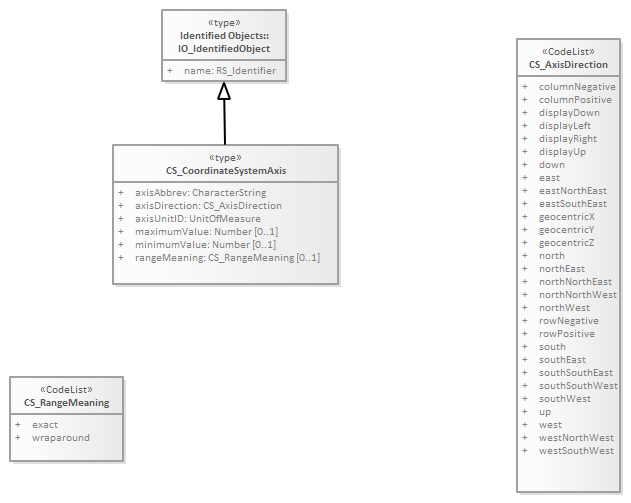 «type»
Identified Objects::
IO_IdentifiedObject
+ name: RS_Identifier
«type»
CS_CoordinateSystemAxis
+ axisAbbrev: CharacterString
+ axisDirection: CS_AxisDirection
+ axisUnitID: UnitOfMeasure
+ maximumValue: Number [0..1]
+ minimumValue: Number [0..1]
+ rangeMeaning: CS_RangeMeaning [0..1]
«CodeList»
CS_RangeMeaning
+ exact
+ wraparound
«CodeList»
CS_AxisDirection
+ columnNegative
+ columnPositive
+ displayDown
+ displayLeft
+ displayRight
+ displayUp
+ down
+ east
+ eastNorthEast
+ eastSouthEast
+ geocentricX
+ geocentricY
+ geocentricZ
+ north
+ northEast
+ northNorthEast
+ northNorthWest
+ northWest
+ rowNegative
+ rowPositive
+ south
+ southEast
+ southSouthEast
+ southSouthWest
+ southWest
+ up
+ west
+ westNorthWest
+ westSouthWest